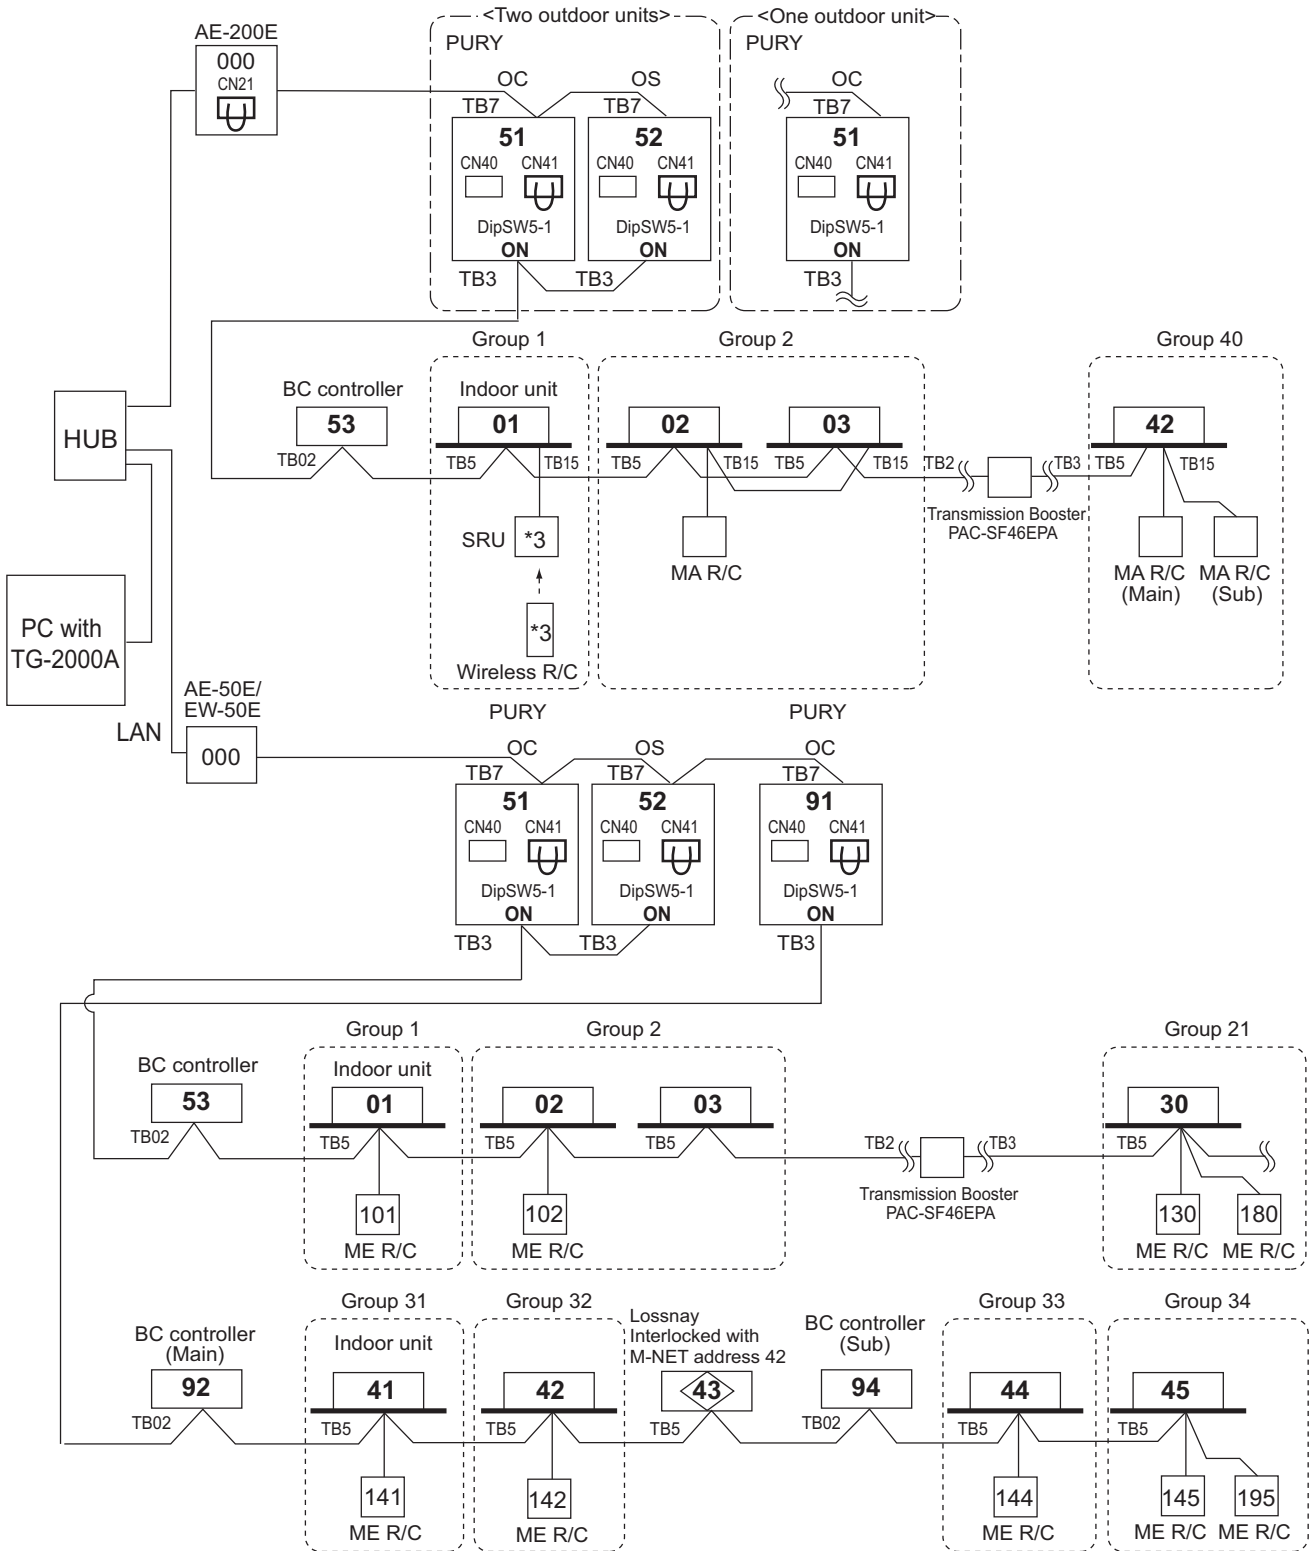 <Two outdoor units>
<One outdoor unit>
AE-200E
000
CN21
PURY
PURY
OC
OS
OC
TB7
TB7
TB7
51
52
51
CN40
CN41
CN40
CN41
CN40
CN41
DipSW5-1
ON
DipSW5-1
ON
DipSW5-1
ON
TB3
TB3
TB3
Group 1
Group 2
Group 40
HUB
BC controller
53
TB02
Indoor unit
01
TB5
TB15
02
TB5
TB15
03
TB5
TB15
TB2
TB3
Transmission Booster
PAC-SF46EPA
42
TB5
TB15
SRU
*3
*3
Wireless R/C
MA R/C
MA R/C
(Main)
MA R/C
(Sub)
PC with
TG-2000A
LAN
AE-50E/
EW-50E
000
PURY
PURY
OC
OS
OC
TB7
TB7
TB7
51
52
91
CN40
CN41
CN40
CN41
CN40
CN41
DipSW5-1
ON
DipSW5-1
ON
DipSW5-1
ON
TB3
TB3
TB3
Group 1
Group 2
Group 21
BC controller
53
TB02
Indoor unit
01
TB5
02
TB5
03
TB5
TB2
TB3
Transmission Booster
PAC-SF46EPA
30
TB5
101
ME R/C
102
ME R/C
130
ME R/C
180
ME R/C
Group 31
Group 32
Group 33
Group 34
BC controller
(Main)
92
TB02
Indoor unit
41
TB5
42
TB5
Lossnay
Interlocked with
M-NET address 42
43
TB5
BC controller
(Sub)
94
TB02
44
TB5
45
TB5
141
ME R/C
142
ME R/C
144
ME R/C
145
ME R/C
195
ME R/C